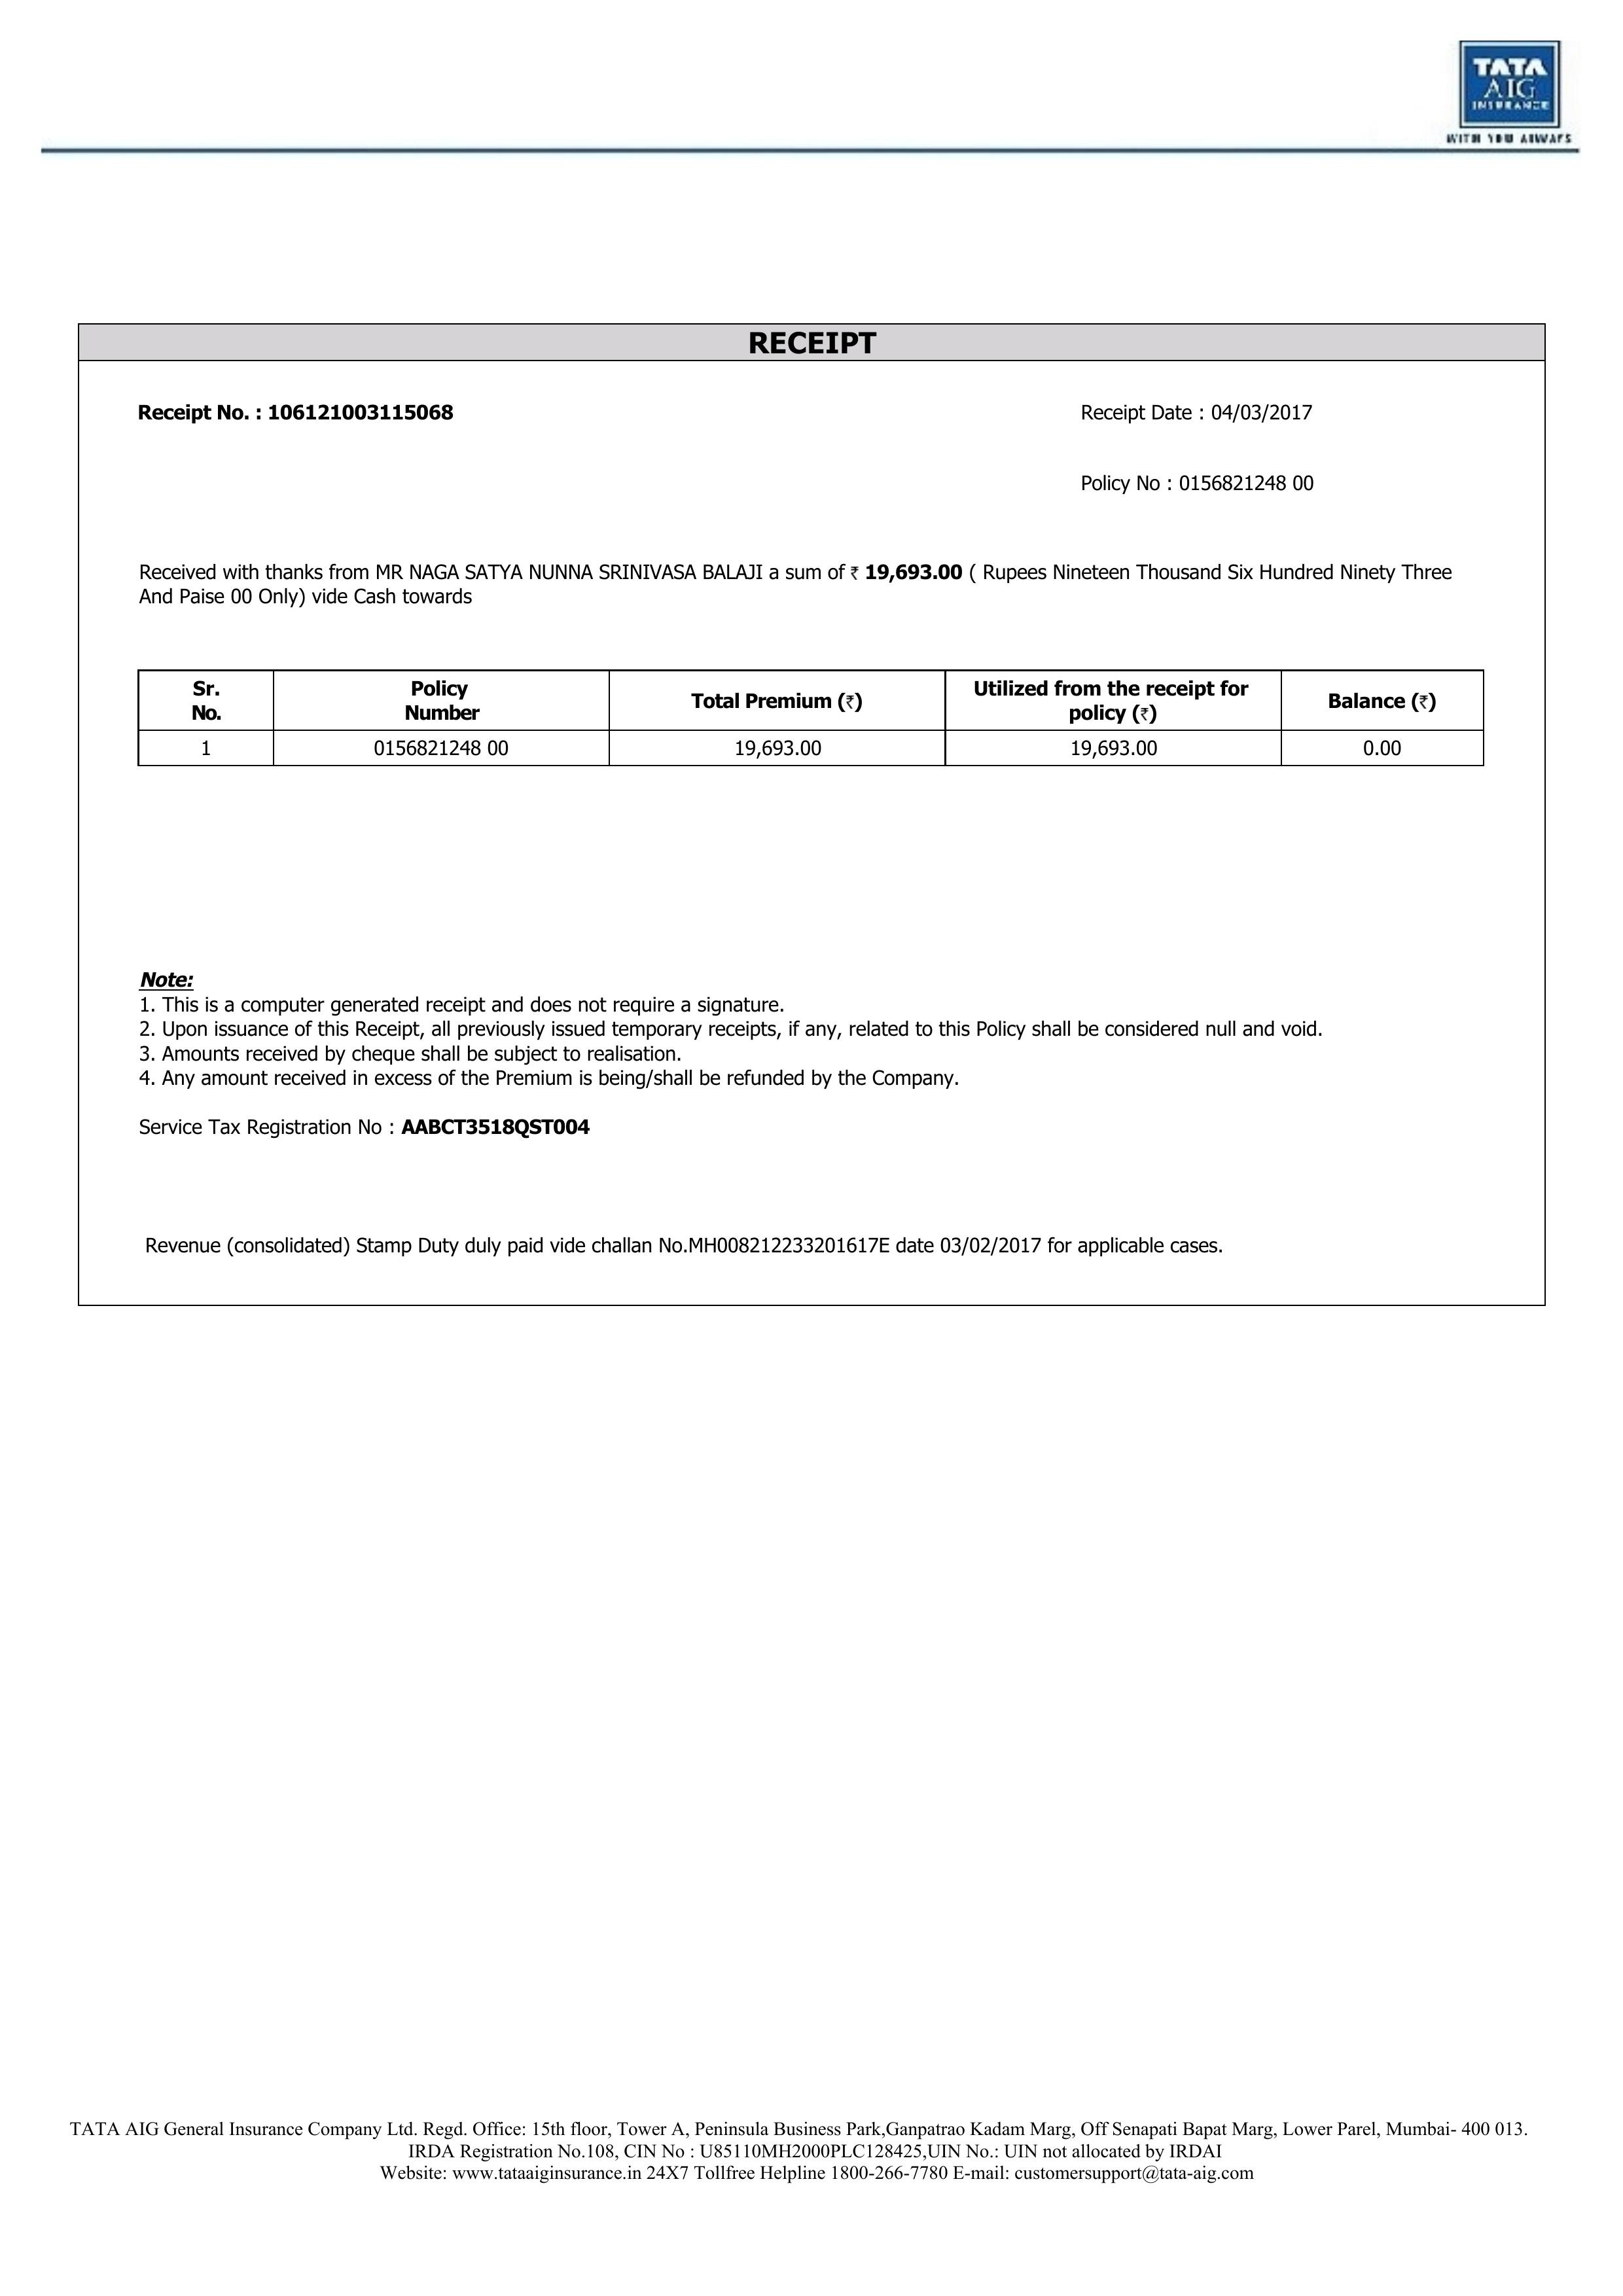 TATA
AIG
INSURANCE
WITH YOU ALWAYS
RECEIPT
Receipt No. : 106121003115068 Receipt Date : 04/03/2017
Policy No : 0156821248 00
Received with thanks from MR NAGA SATYA NUNNA SRINIVASA BALAJI a sum of ₹ 19,693.00 ( Rupees Nineteen Thousand Six Hundred Ninety Three
And Paise 00 Only) vide Cash towards
Sr. No. Policy Number Total Premium (₹) Utilized from the receipt for policy (₹) Balance (₹)
1 0156821248 00 19,693.00 19,693.00 0.00
Note:
1. This is a computer generated receipt and does not require a signature.
2. Upon issuance of this Receipt, all previously issued temporary receipts, if any, related to this Policy shall be considered null and void.
3. Amounts received by cheque shall be subject to realisation.
4. Any amount received in excess of the Premium is being/shall be refunded by the Company.
Service Tax Registration No : AABCT3518QST004
Revenue (consolidated) Stamp Duty duly paid vide challan No.MH008212233201617E date 03/02/2017 for applicable cases.
TATA AIG General Insurance Company Ltd. Regd. Office: 15th floor, Tower A, Peninsula Business Park,Ganpatrao Kadam Marg, Off Senapati Bapat Marg, Lower Parel, Mumbai- 400 013.
IRDA Registration No.108, CIN No : U85110MH2000PLC128425,UIN No.: UIN not allocated by IRDAI
Website: www.tataaiginsurance.in 24X7 Tollfree Helpline 1800-266-7780 E-mail: customersupport@tata-aig.com